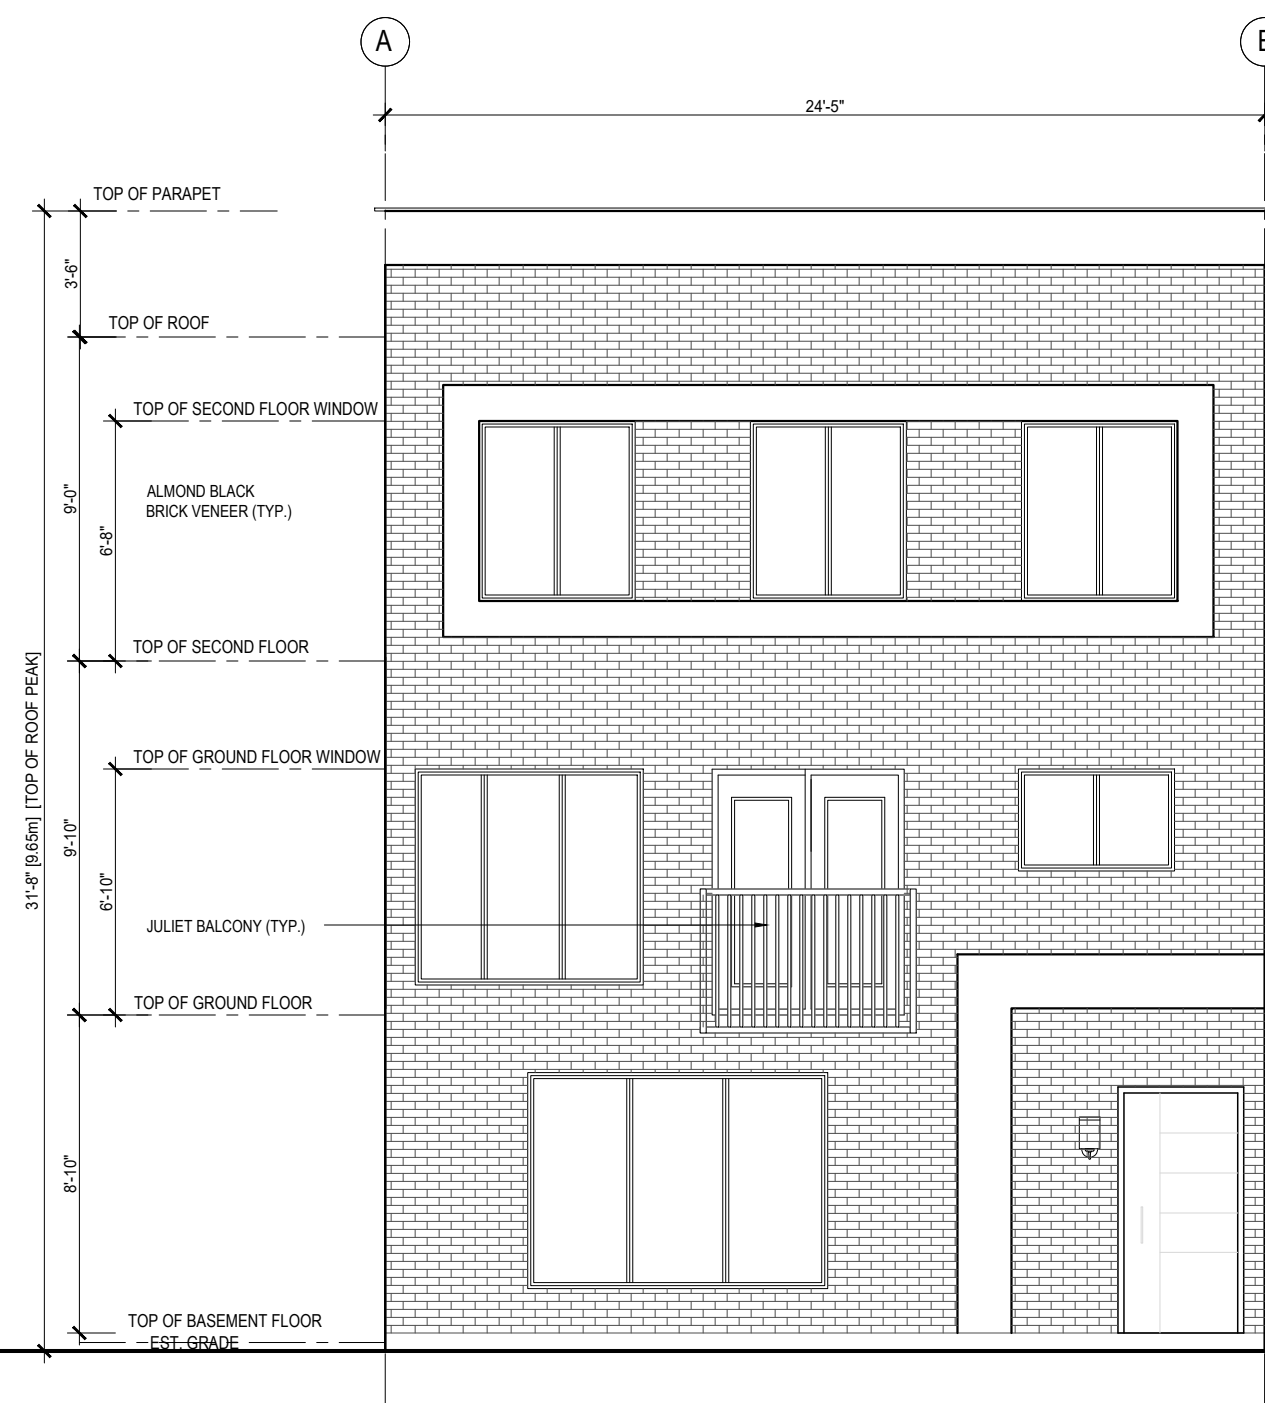 A
24'-5"
TOP OF PARAPET
3'-6"
TOP OF ROOF
TOP OF SECOND FLOOR WINDOW
9'-0"
ALMOND BLACK
BRICK VENEER (TYP.)
6'-8"
TOP OF SECOND FLOOR
31'-8" [9.65m] [TOP OF ROOF PEAK]
TOP OF GROUND FLOOR WINDOW
9'-10"
6'-10"
JULIET BALCONY (TYP.)
TOP OF GROUND FLOOR
8'-10"
TOP OF BASEMENT FLOOR
EST. GRADE